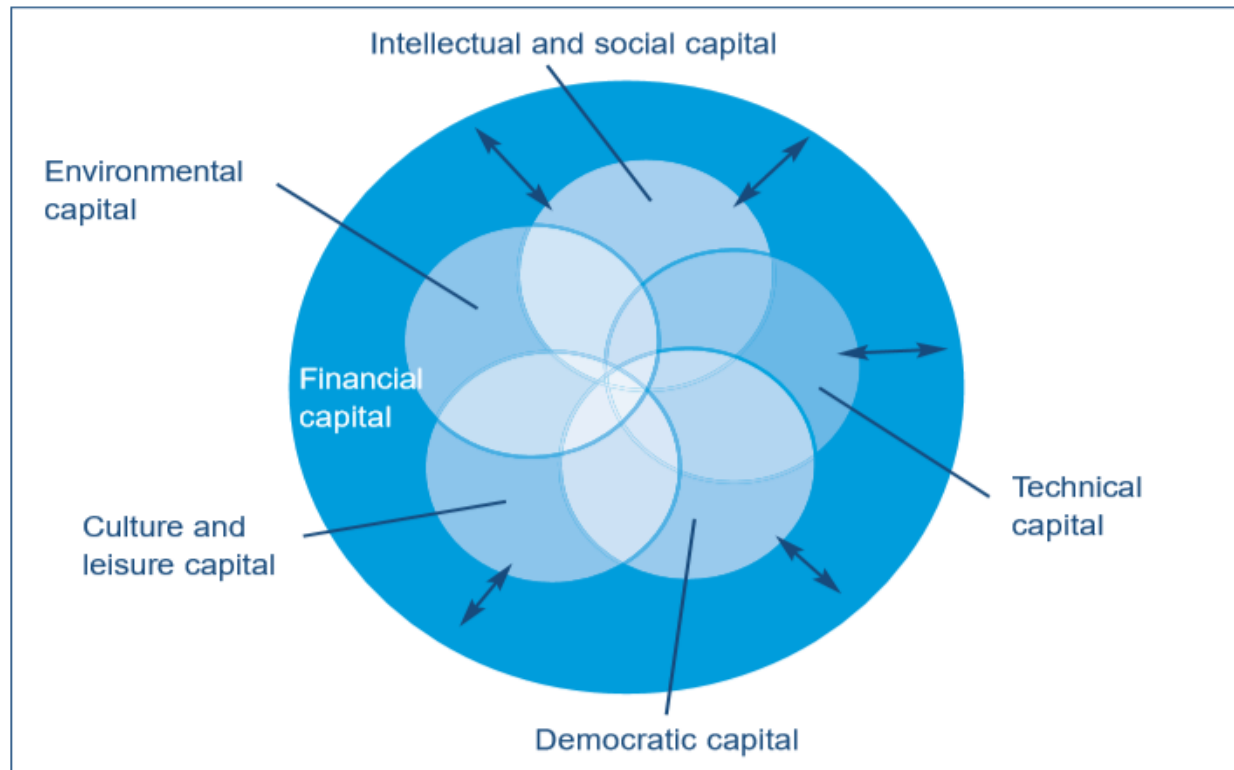 Intellectual and social capital
Environmental
capital
Financial
capital
Technical
capital
Culture and
leisure capital
Democratic capital